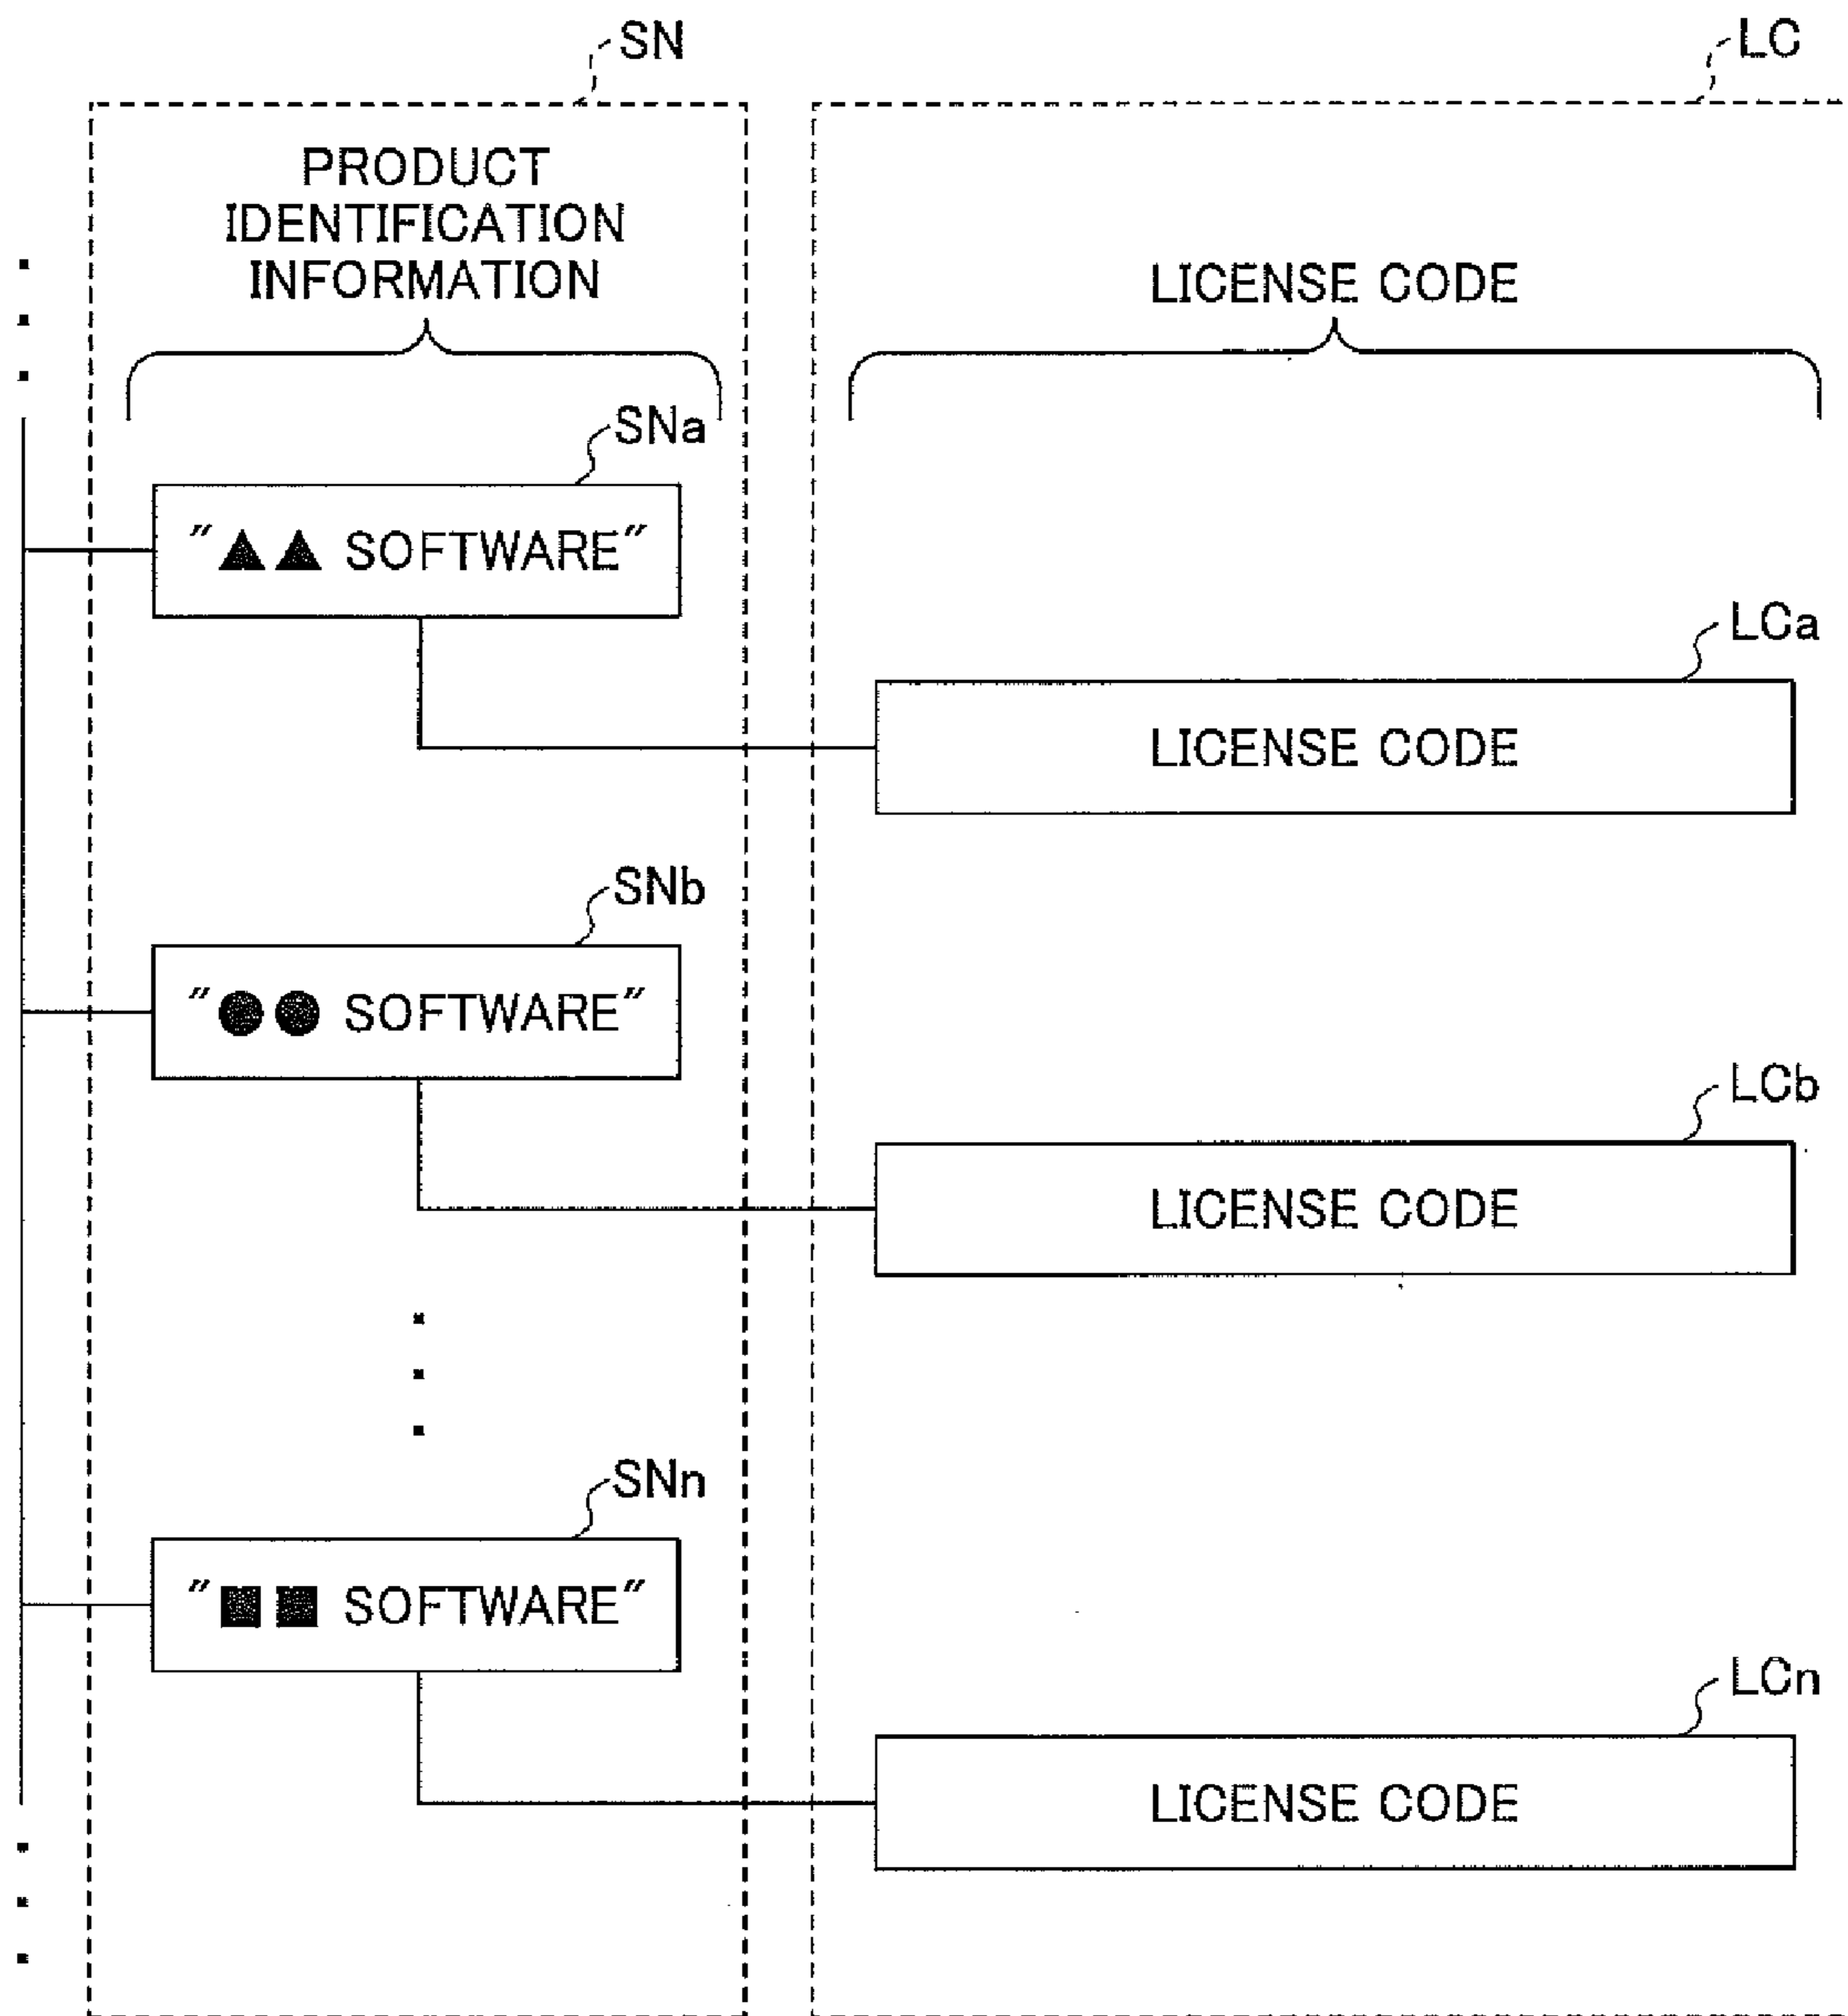 SN
LC
PRODUCT
IDENTIFICATION
INFORMATION
LICENSE CODE
SNa
"▲▲ SOFTWARE"
LCa
LICENSE CODE
SNb
"●● SOFTWARE"
LCb
LICENSE CODE
SNn
"■■ SOFTWARE"
LCn
LICENSE CODE